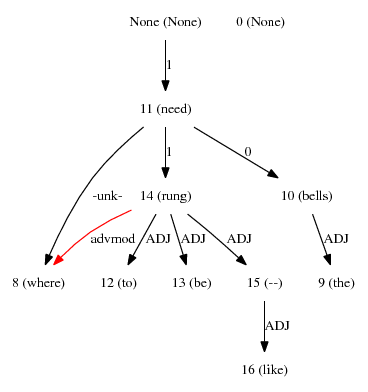 None (None) 0 (None)
1
11 (need)
1 0
-unk- 14 (rung) 10 (bells)
advmod ADJ ADJ ADJ ADJ
8 (where) 12 (to) 13 (be) 15 (--) 9 (the)
ADJ
16 (like)